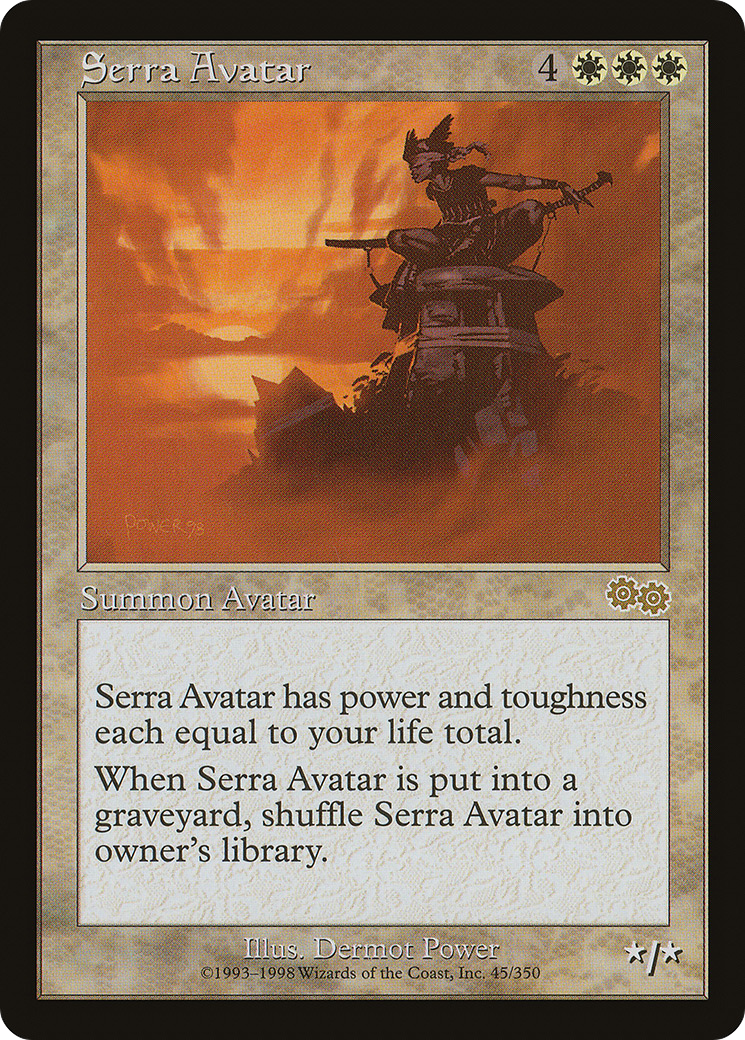 Serra Avatar 4
POWER 98
Summon Avatar
Serra Avatar has power and toughness
each equal to your life total.
When Serra Avatar is put into a
graveyard, shuffle Serra Avatar into
owner's library.
Illus. Dermot Power
★/★
©1993–1998 Wizards of the Coast, Inc. 45/350